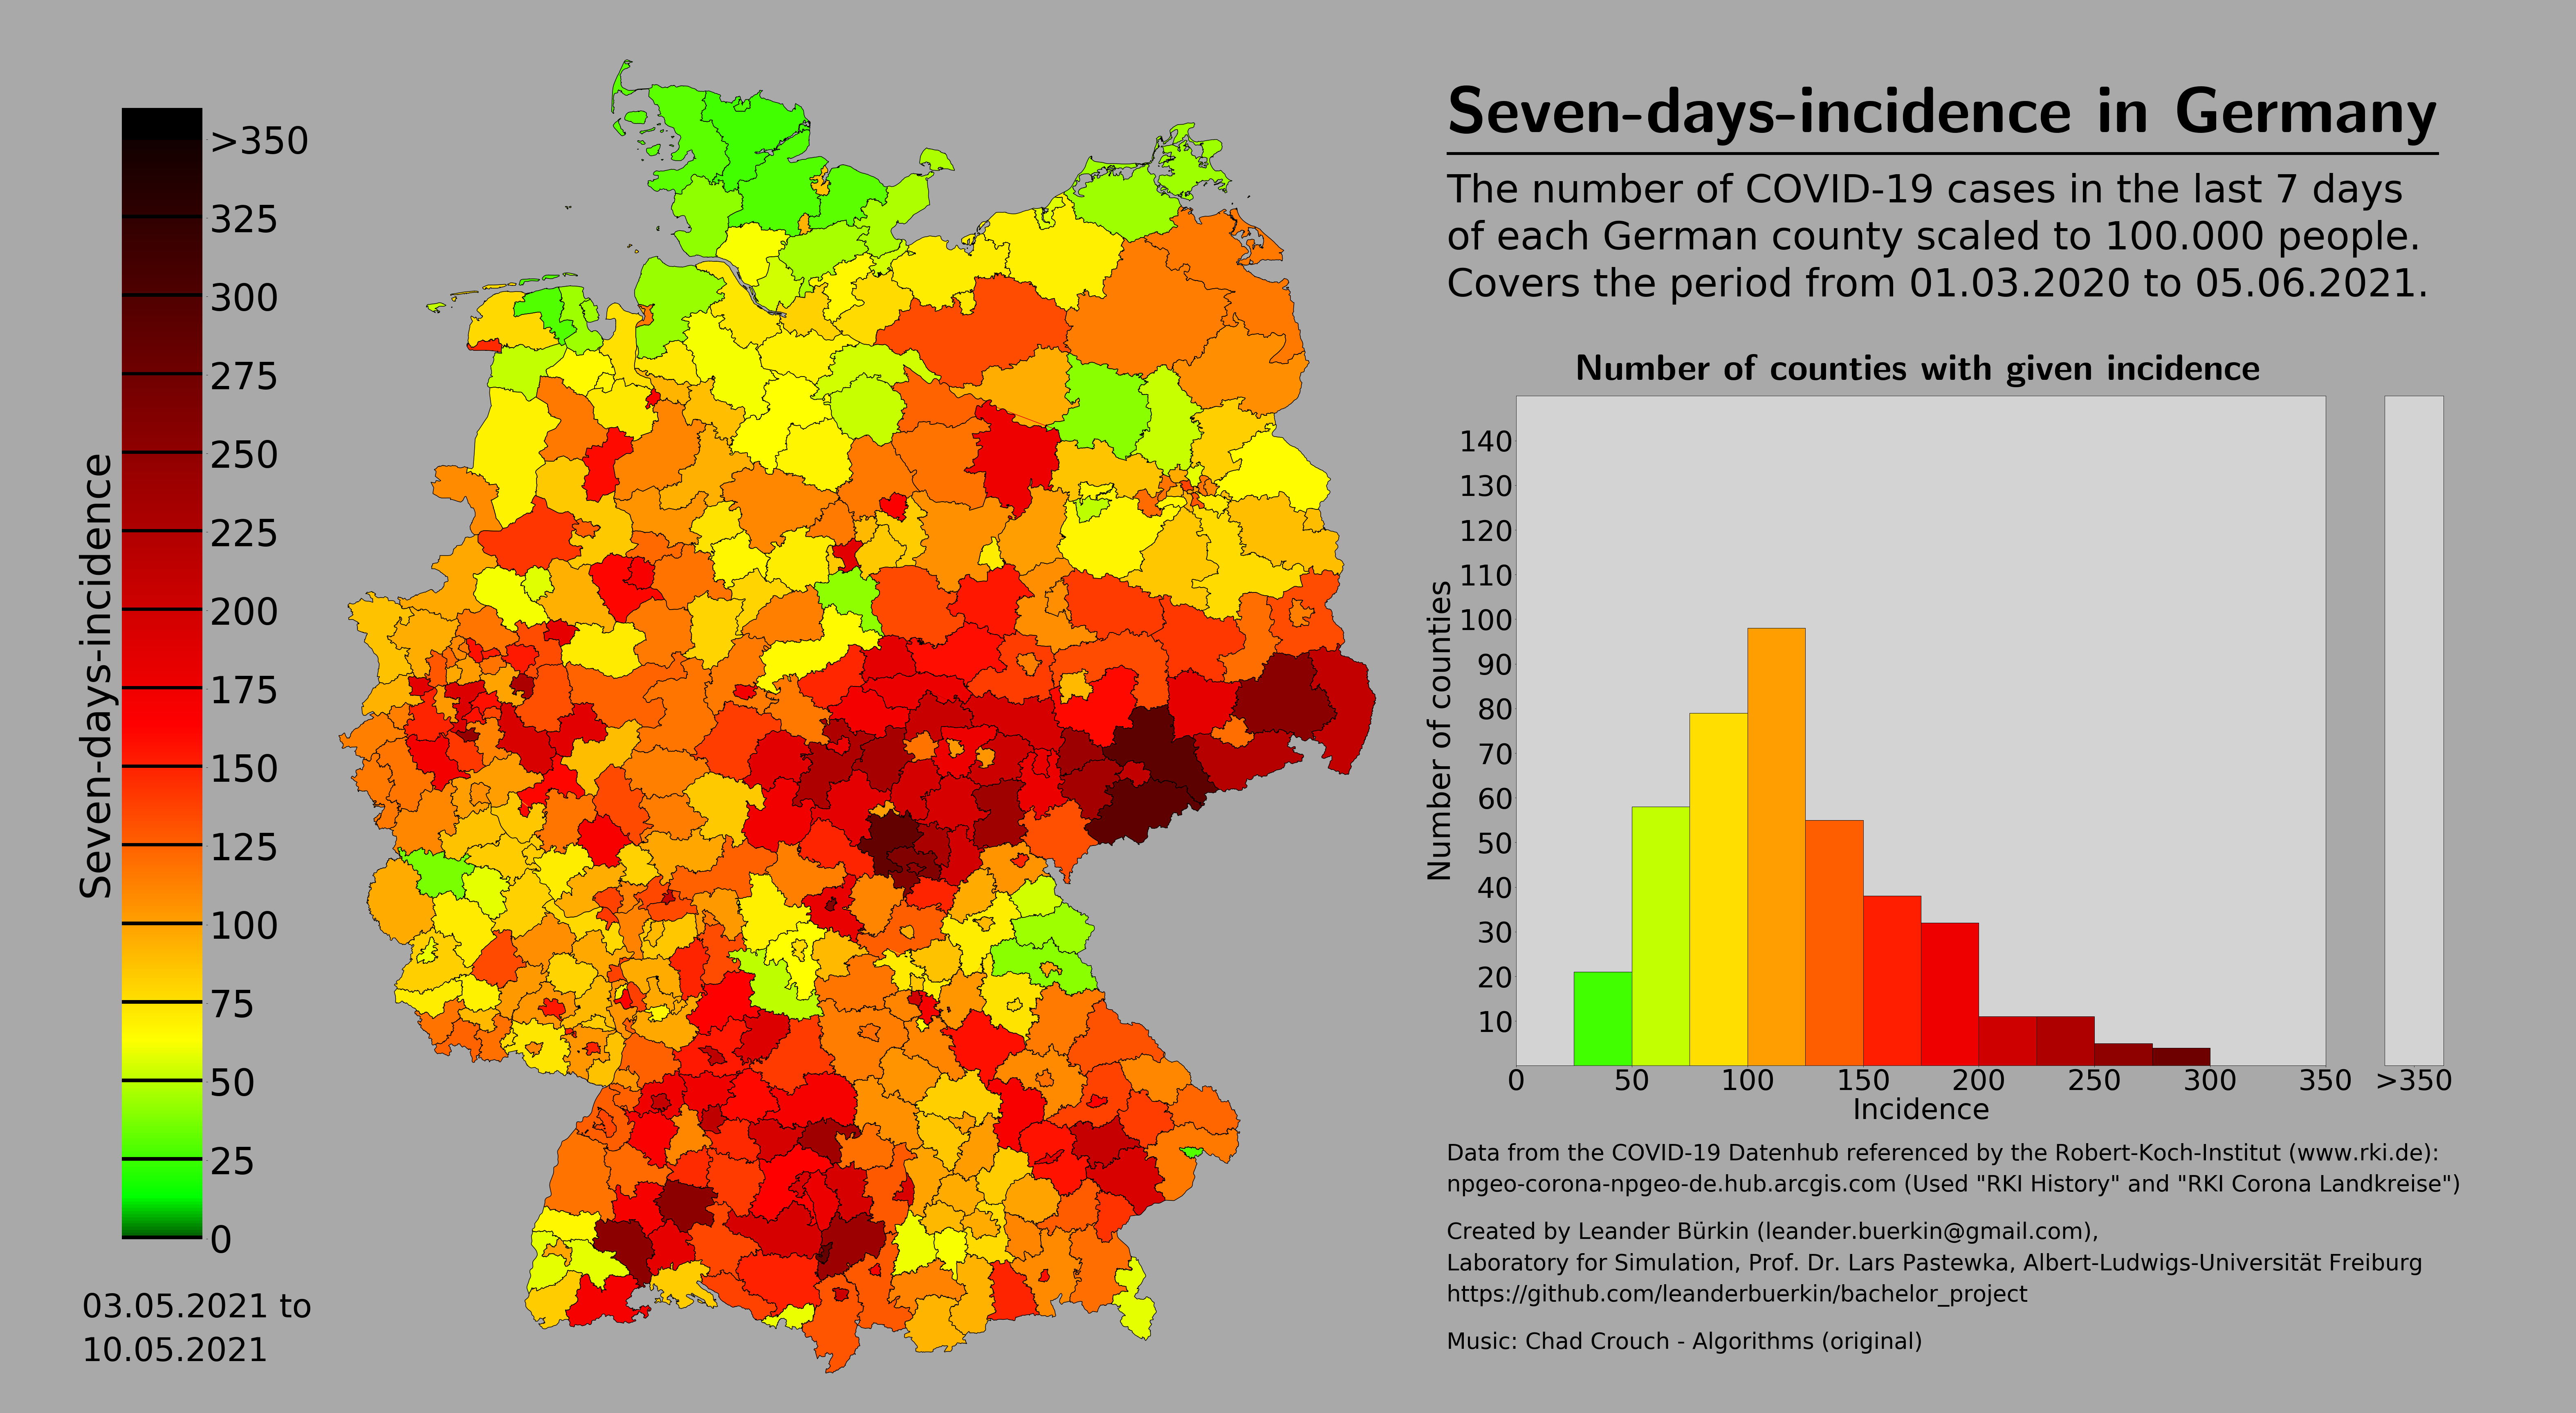 Seven-days-incidence in Germany
The number of COVID-19 cases in the last 7 days
of each German county scaled to 100.000 people.
Covers the period from 01.03.2020 to 05.06.2021.
>350
325
300
275
250
225
200
175
150
125
100
75
50
25
0
Seven-days-incidence
03.05.2021 to
10.05.2021
Number of counties with given incidence
140
130
120
110
100
90
80
70
60
50
40
30
20
10
Number of counties
0 50 100 150 200 250 300 350 >350
Incidence
Data from the COVID-19 Datenhub referenced by the Robert-Koch-Institut (www.rki.de):
npgeo-corona-npgeo-de.hub.arcgis.com (Used "RKI History" and "RKI Corona Landkreise")
Created by Leander Bürkin (leander.buerkin@gmail.com),
Laboratory for Simulation, Prof. Dr. Lars Pastewka, Albert-Ludwigs-Universität Freiburg
https://github.com/leanderbuerkin/bachelor_project
Music: Chad Crouch - Algorithms (original)